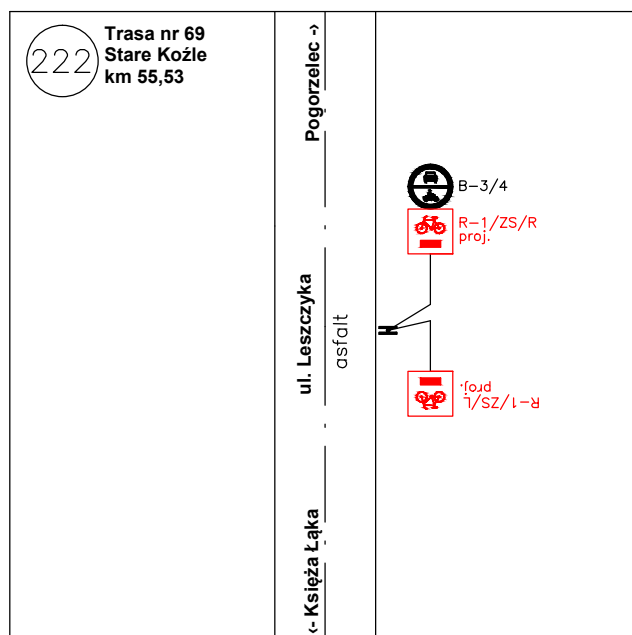 222
Trasa nr 69
Stare Koźle
km 55,53
Pogorzelec ->
B-3/4
R-1/ZS/R
proj.
ul. Leszczyka
asfalt
R-1/ZS/L
proj.
<- Księża Łąka